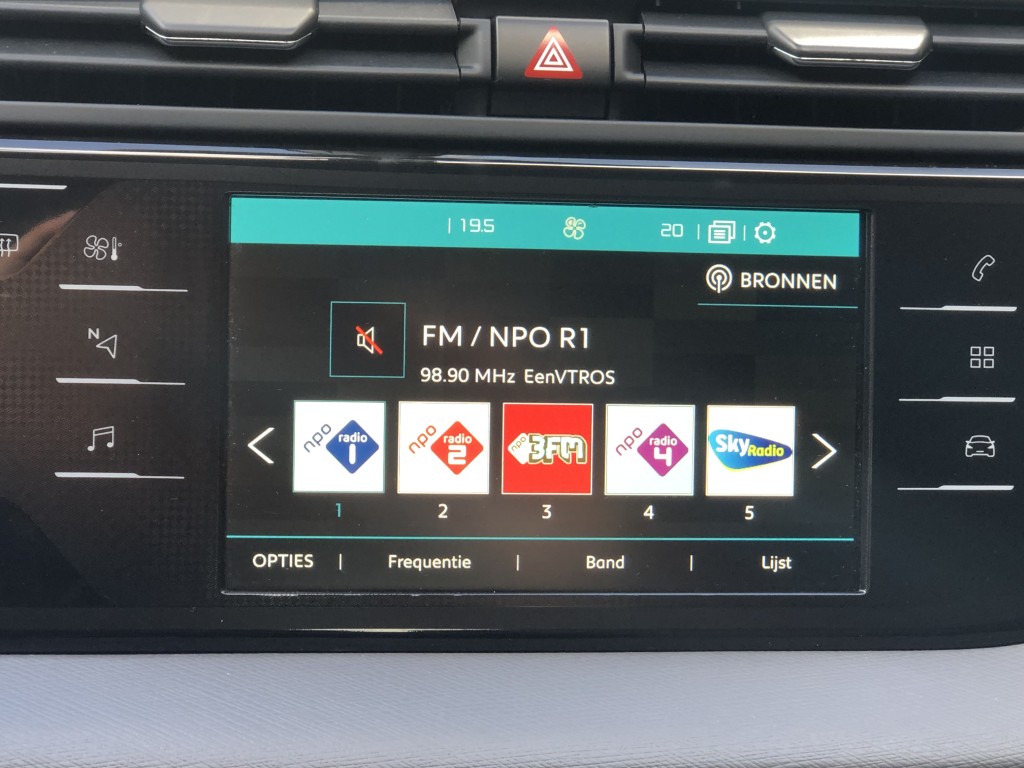 | 19.5 20 | |
BRONNEN
N
FM / NPO R1
98.90 MHz EenVTROS
npo radio 1
npo radio 2
npo 3FM
npo radio 4
Sky Radio
1 2 3 4 5
OPTIES | Frequentie | Band | Lijst